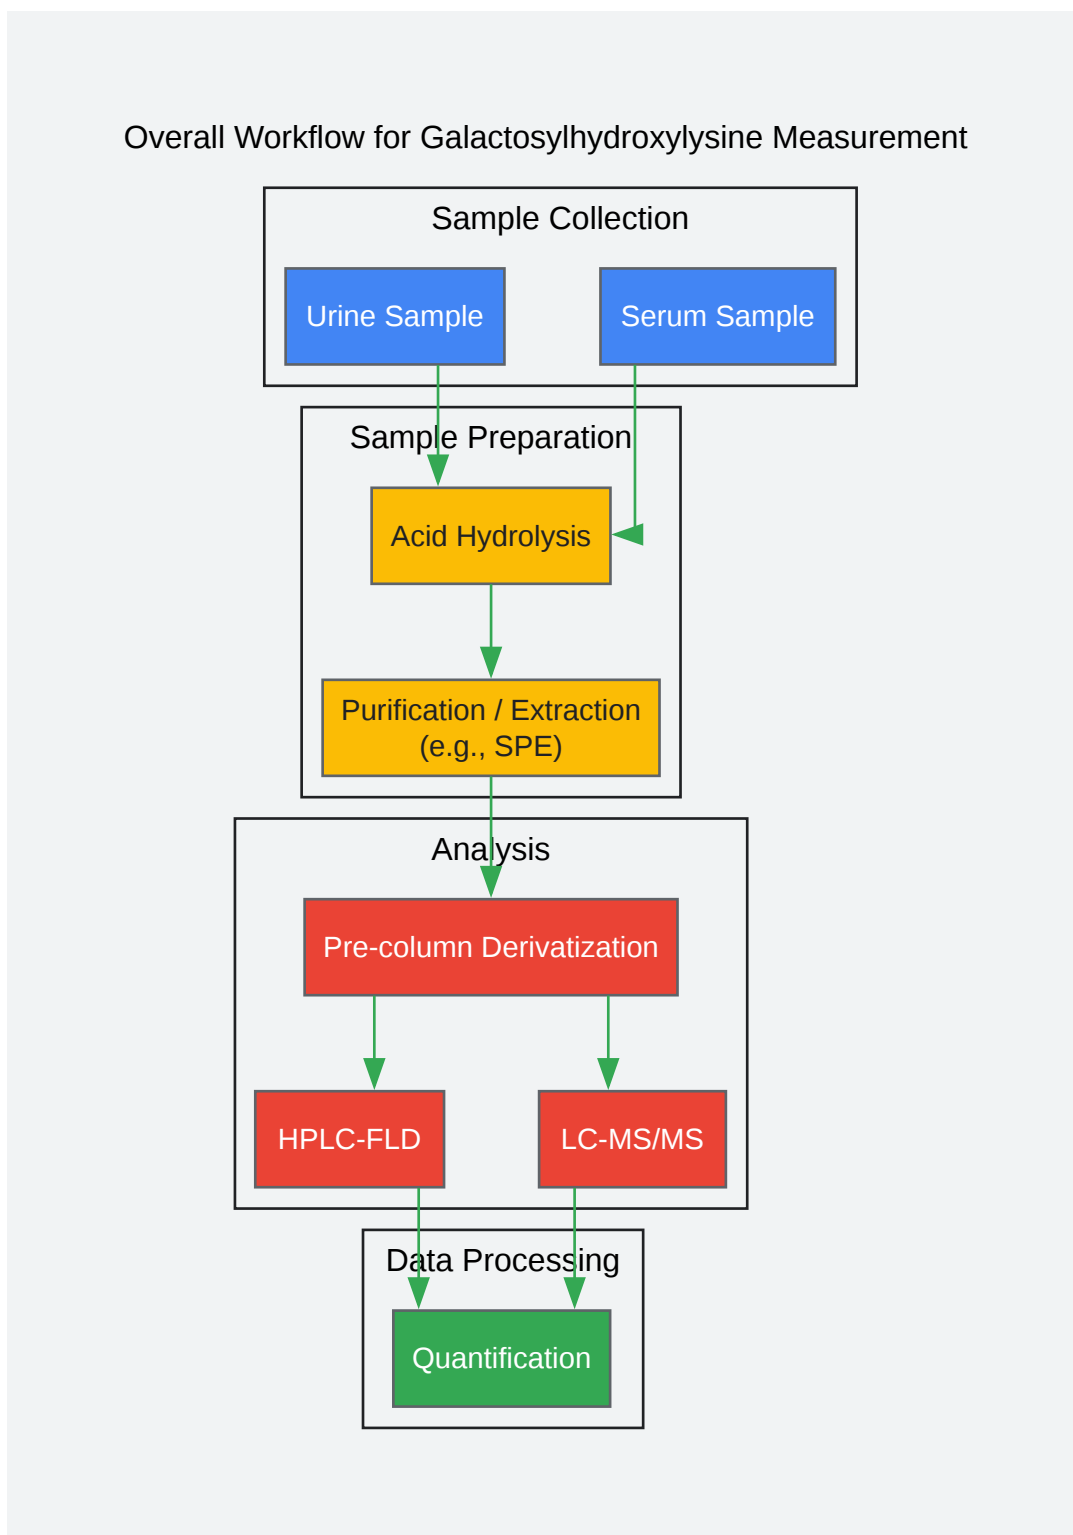 Overall Workflow for Galactosylhydroxylysine Measurement
Sample Collection
Urine Sample
Serum Sample
Sample Preparation
Acid Hydrolysis
Purification / Extraction
(e.g., SPE)
Analysis
Pre-column Derivatization
HPLC-FLD
LC-MS/MS
Data Processing
Quantification